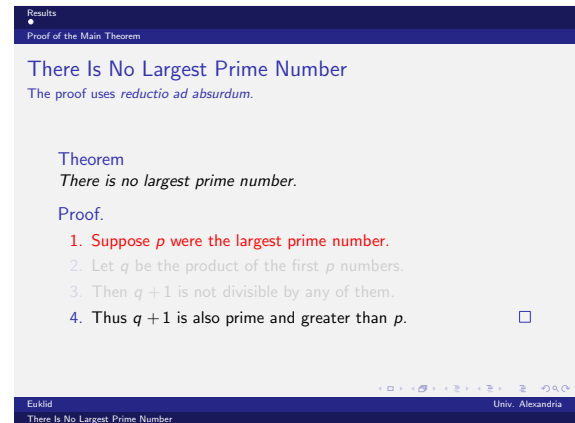 Results
Proof of the Main Theorem
There Is No Largest Prime Number
The proof uses reductio ad absurdum.
Theorem
There is no largest prime number.
Proof.
1. Suppose p were the largest prime number.
2. Let q be the product of the first p numbers.
3. Then q + 1 is not divisible by any of them.
4. Thus q + 1 is also prime and greater than p.
Euklid Univ. Alexandria
There Is No Largest Prime Number